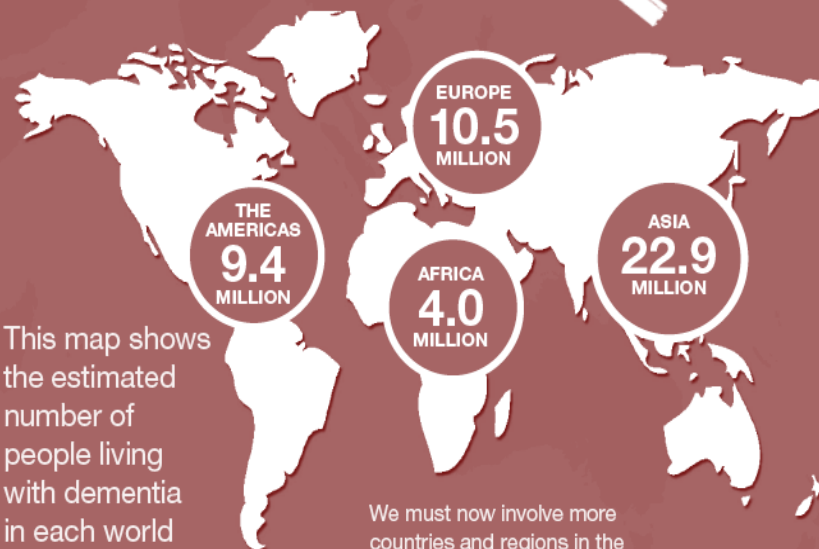 EUROPE
10.5
MILLION
THE
AMERICAS
9.4
MILLION
ASIA
22.9
MILLION
AFRICA
4.0
MILLION
This map shows
the estimated
number of
people living
with dementia
in each world
We must now involve more
countries and regions in the